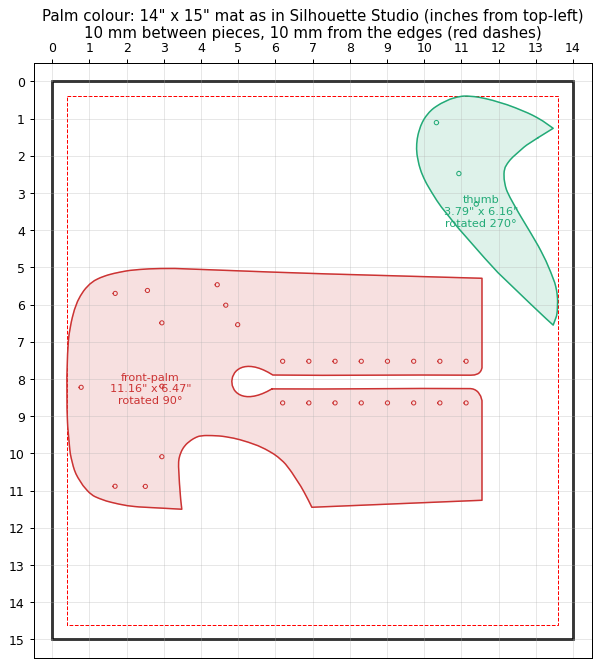 Palm colour: 14" x 15" mat as in Silhouette Studio (inches from top-left)
10 mm between pieces, 10 mm from the edges (red dashes)
0 1 2 3 4 5 6 7 8 9 10 11 12 13 14
0
1
2
3
4
5
6
7
8
9
10
11
12
13
14
15
thumb
3.79" x 6.16"
rotated 270°
front-palm
11.16" x 6.47"
rotated 90°